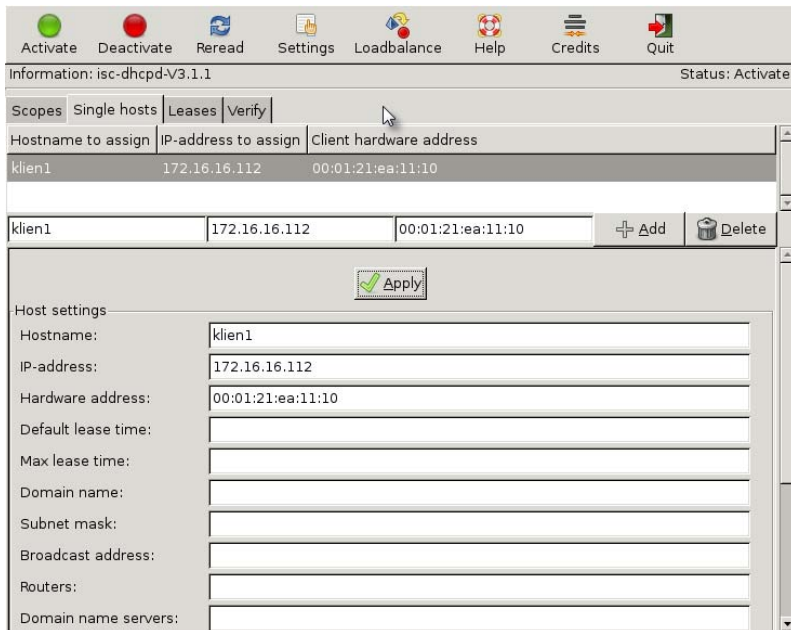 Activate Deactivate Reread Settings Loadbalance Help Credits Quit
Information: isc-dhcpd-V3.1.1 Status: Activate
Scopes Single hosts Leases Verify
Hostname to assign IP-address to assign Client hardware address
klien1 172.16.16.112 00:01:21:ea:11:10
klien1 172.16.16.112 00:01:21:ea:11:10 Add Delete
Apply
Host settings
Hostname: klien1
IP-address: 172.16.16.112
Hardware address: 00:01:21:ea:11:10
Default lease time:
Max lease time:
Domain name:
Subnet mask:
Broadcast address:
Routers:
Domain name servers: